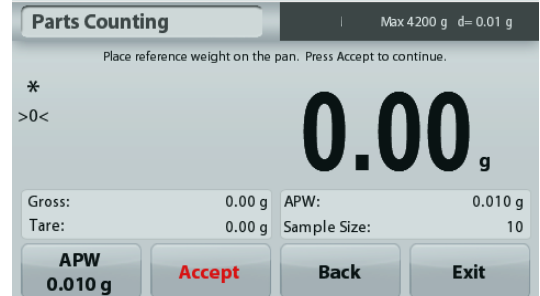 Parts Counting
Max 4200 g d= 0.01 g
Place reference weight on the pan. Press Accept to continue.
*
>0<
0.00 g
Gross: 0.00 g APW: 0.010 g
Tare: 0.00 g Sample Size: 10
APW
0.010 g
Accept
Back
Exit